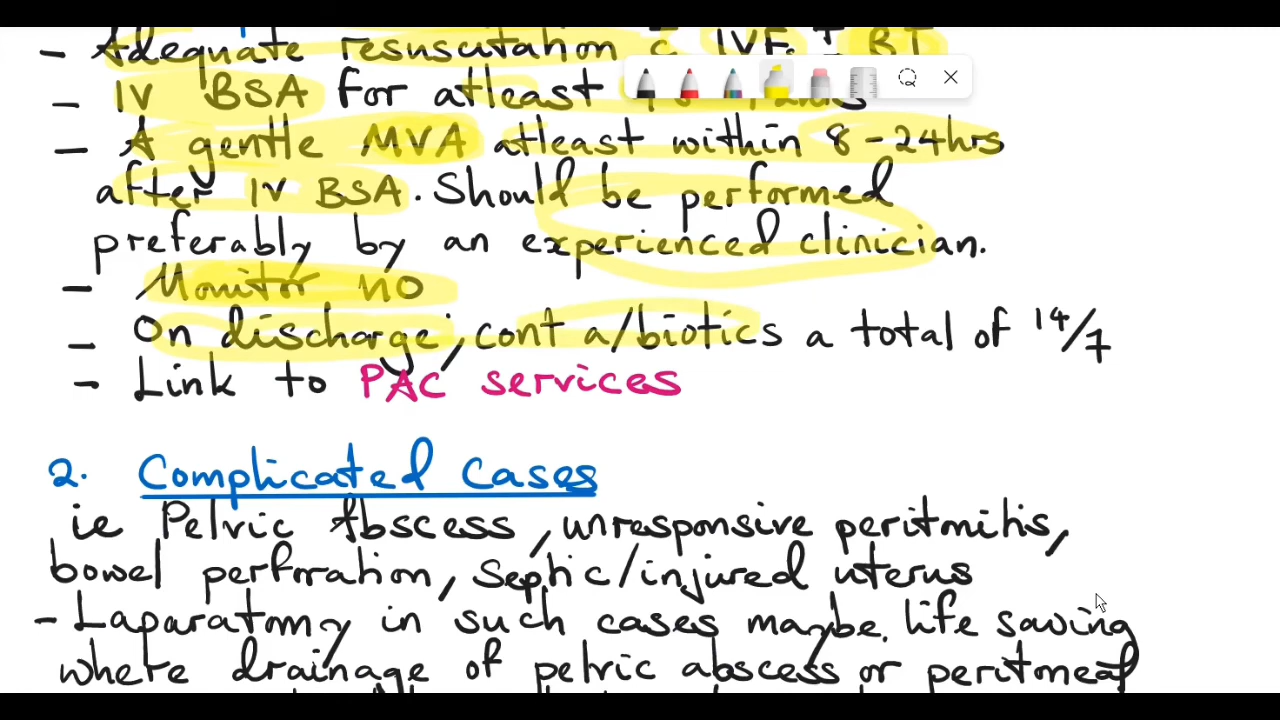 - Adequate resuscitation c̄ IVF + BT
- IV BSA for atleast
- A gentle MVA atleast within 8-24hrs
after IV BSA. Should be performed
preferably by an experienced clinician.
- Monitor
- On discharge, cont a/biotics a total of 14/7
- Link to PAC services
2. Complicated Cases
ie Pelvic Abscess, unresponsive peritonitis,
bowel perforation, septic/injured uterus
- Laparatomy in such cases maybe life saving
where drainage of pelvic abscess or peritoneal